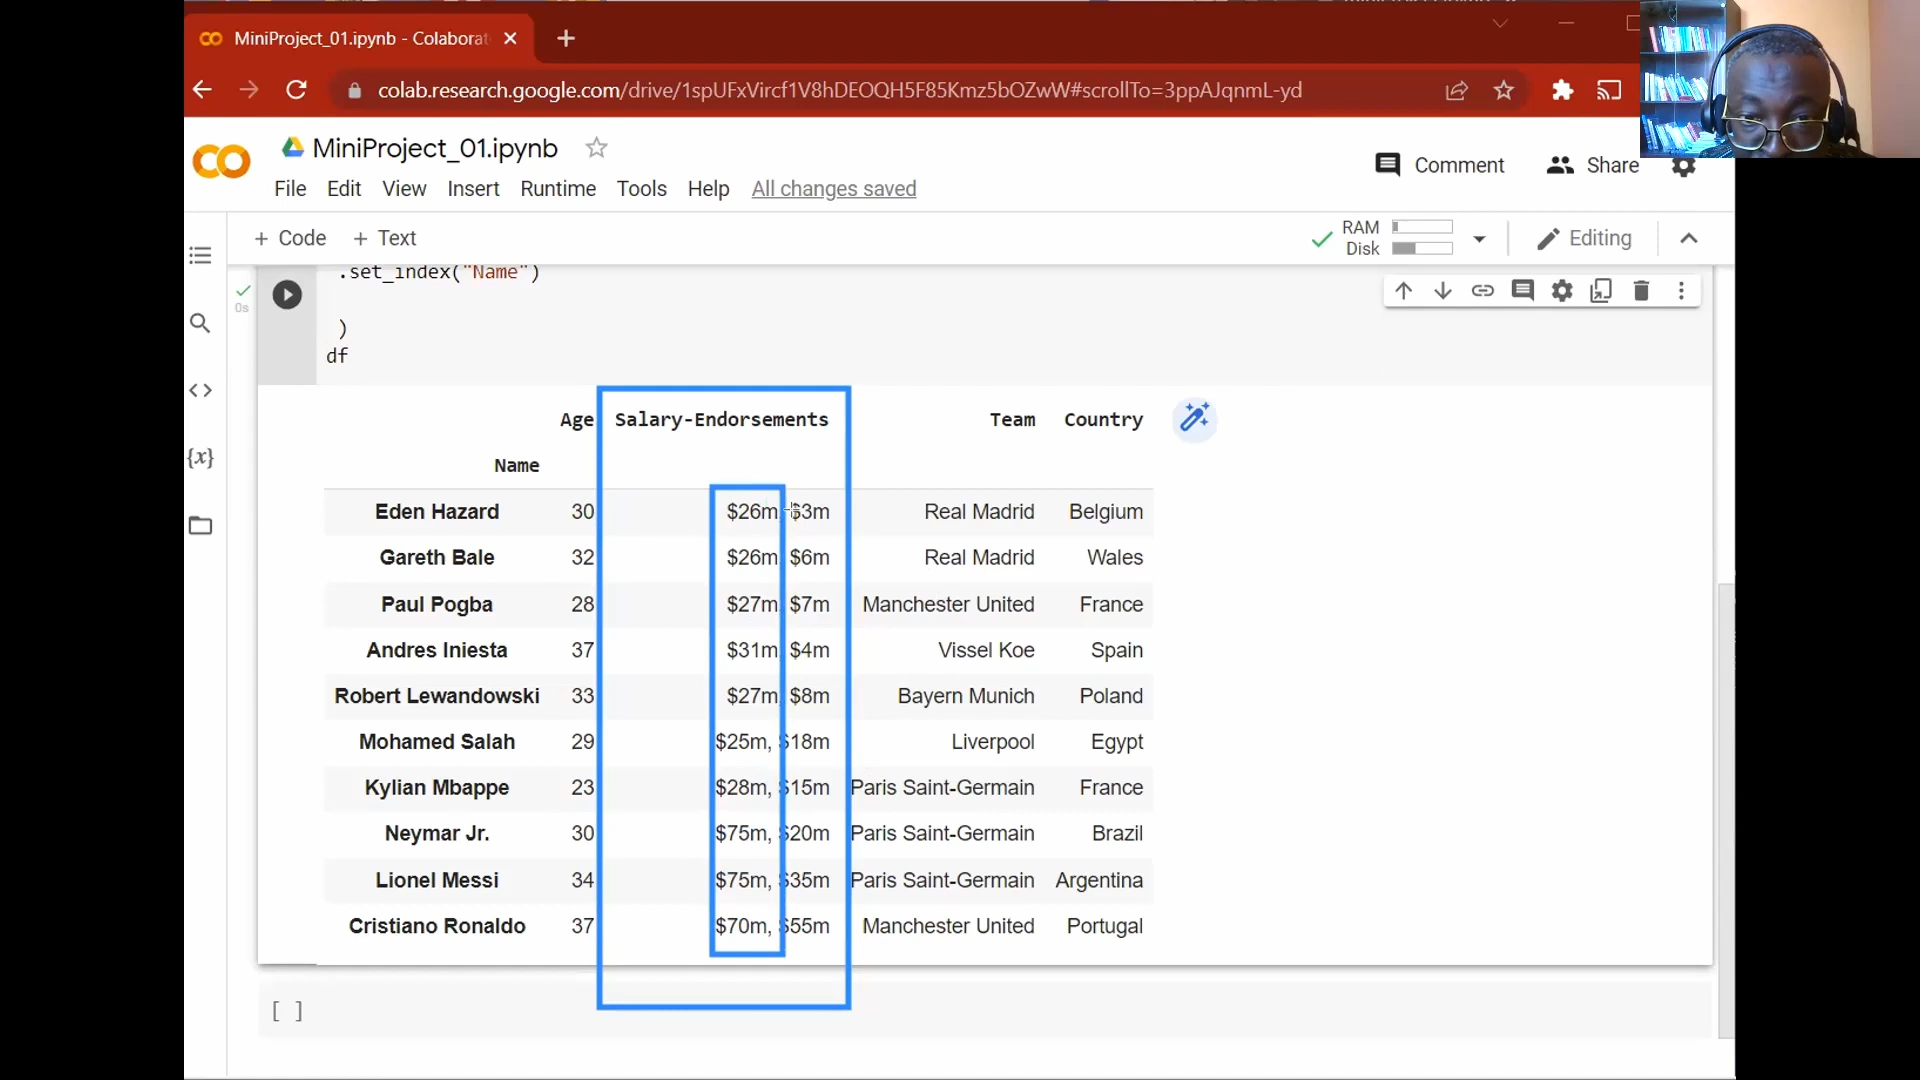 MiniProject_01.ipynb - Colaborat
colab.research.google.com/drive/1spUFxVircf1V8hDEOQH5F85Kmz5bOZwW#scrollTo=3ppAJqnmL-yd
MiniProject_01.ipynb
Comment
Share
File Edit View Insert Runtime Tools Help All changes saved
+ Code + Text
RAM
Disk
Editing
.set_index("Name")
0s
)
df
Age Salary-Endorsements Team Country
Name
Eden Hazard 30 $26m, $3m Real Madrid Belgium
Gareth Bale 32 $26m, $6m Real Madrid Wales
Paul Pogba 28 $27m, $7m Manchester United France
Andres Iniesta 37 $31m, $4m Vissel Koe Spain
Robert Lewandowski 33 $27m, $8m Bayern Munich Poland
Mohamed Salah 29 $25m, $18m Liverpool Egypt
Kylian Mbappe 23 $28m, $15m Paris Saint-Germain France
Neymar Jr. 30 $75m, $20m Paris Saint-Germain Brazil
Lionel Messi 34 $75m, $35m Paris Saint-Germain Argentina
Cristiano Ronaldo 37 $70m, $55m Manchester United Portugal
[ ]